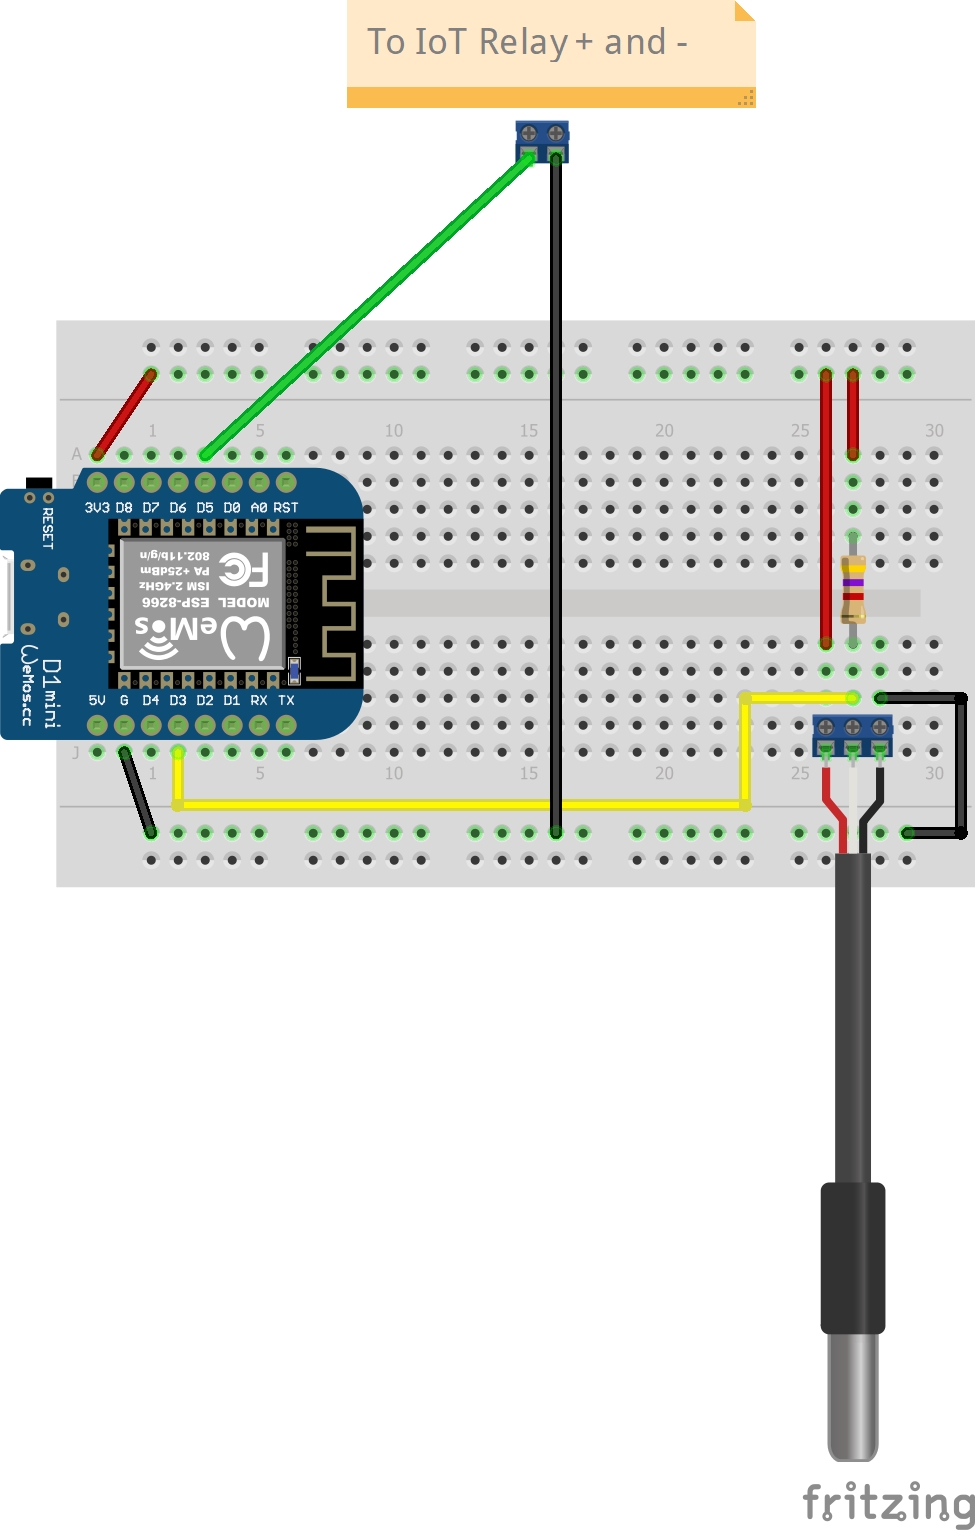 To IoT Relay + and -
1 5 10 15 20 25 30
A
3V3 D8 D7 D6 D5 D0 A0 RST
RESET
802.11b/g/n
PA +25dBm
ISM 2.4GHz
ESP-8266
MODEL
FC
WeMos
D1 mini
WeMos.cc
5V G D4 D3 D2 D1 RX TX
J
1 5 10 15 20 25 30
fritzing